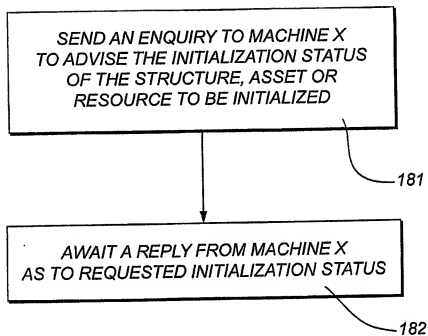 SEND AN ENQUIRY TO MACHINE X
TO ADVISE THE INITIALIZATION STATUS
OF THE STRUCTURE, ASSET OR
RESOURCE TO BE INITIALIZED
181
AWAIT A REPLY FROM MACHINE X
AS TO REQUESTED INITIALIZATION STATUS
182